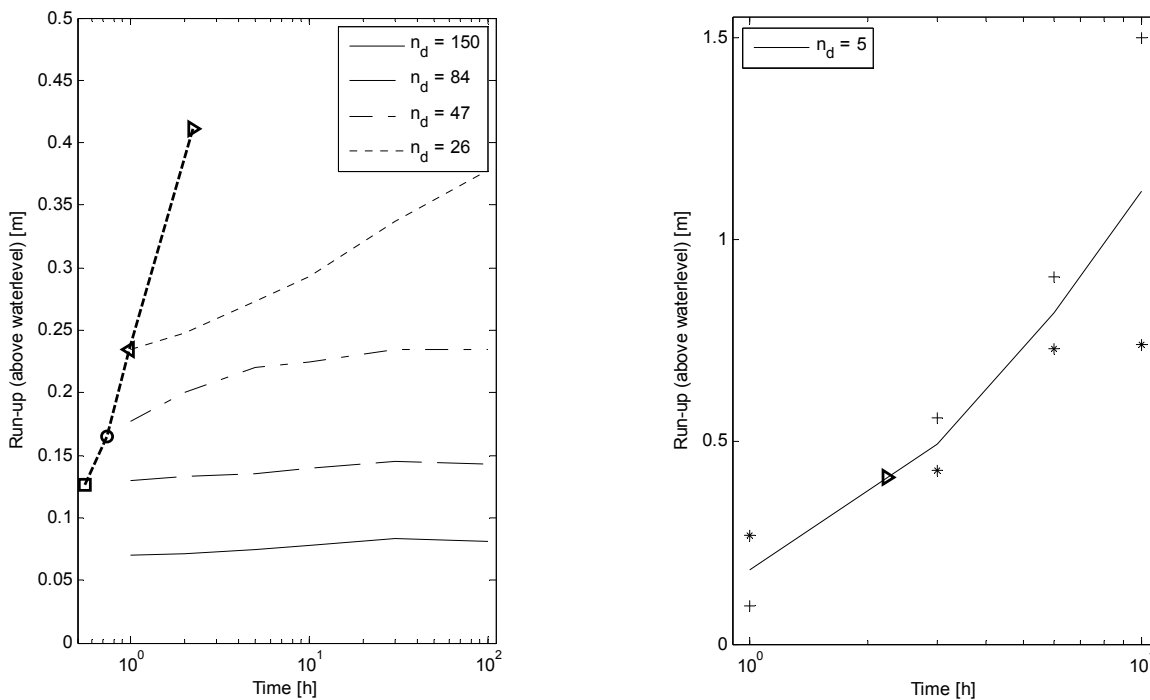 0.5
0.45
0.4
0.35
0.3
0.25
0.2
0.15
0.1
0.05
0
Run-up (above waterlevel) [m]
n_d = 150
n_d = 84
n_d = 47
n_d = 26
10^0
10^1
10^2
Time [h]
1.5
1
0.5
0
Run-up (above waterlevel) [m]
n_d = 5
10^0
10^1
Time [h]